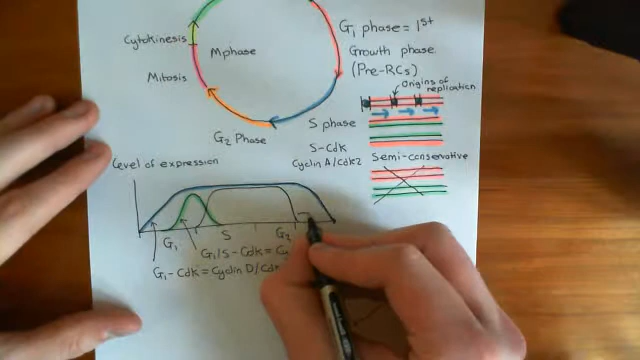 G₁ phase = 1st
Growth phase
(Pre-RCs)
Cytokinesis
M phase
Mitosis
G₂ Phase
S phase
S-Cdk
Cyclin A/Cdk2
Origins of
replication
Semi-conservative
Level of expression
G₁
S
G₂
G₁/S - Cdk = Cy
G₁ - Cdk = Cyclin D/Cdk